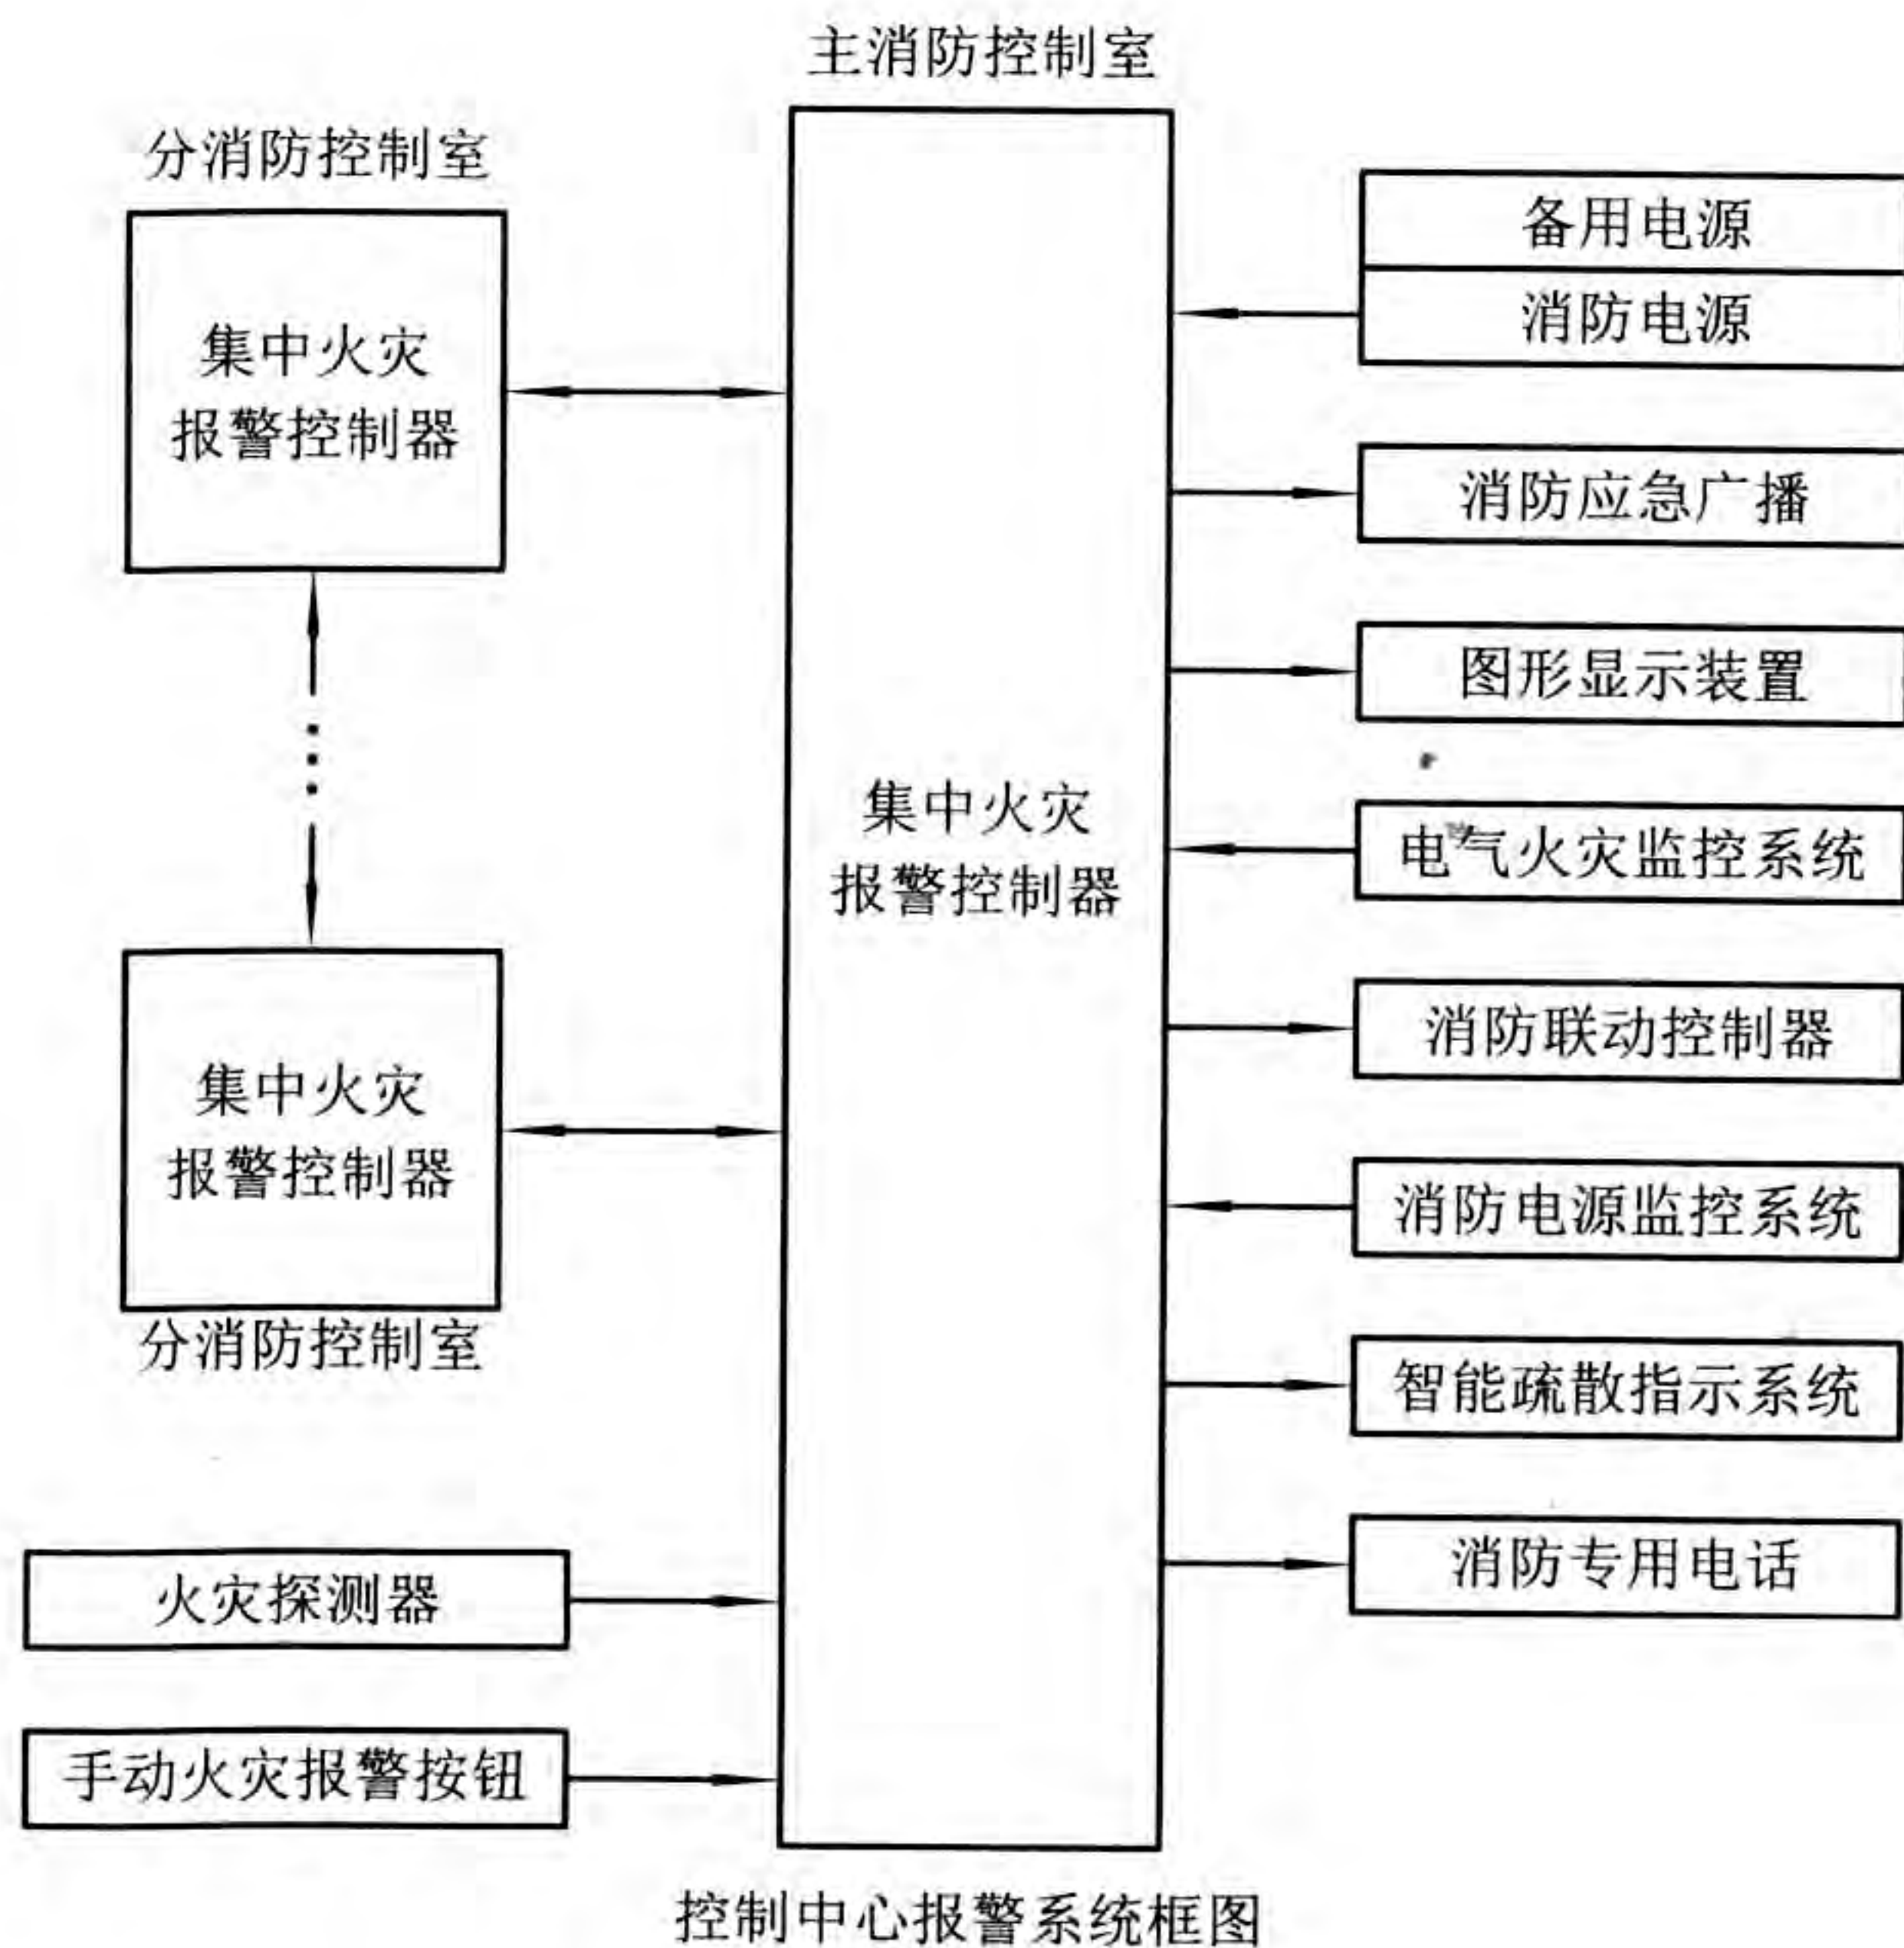 主消防控制室
分消防控制室
集中火灾
报警控制器
集中火灾
报警控制器
分消防控制室
火灾探测器
手动火灾报警按钮
集中火灾
报警控制器
备用电源
消防电源
消防应急广播
图形显示装置
电气火灾监控系统
消防联动控制器
消防电源监控系统
智能疏散指示系统
消防专用电话
控制中心报警系统框图